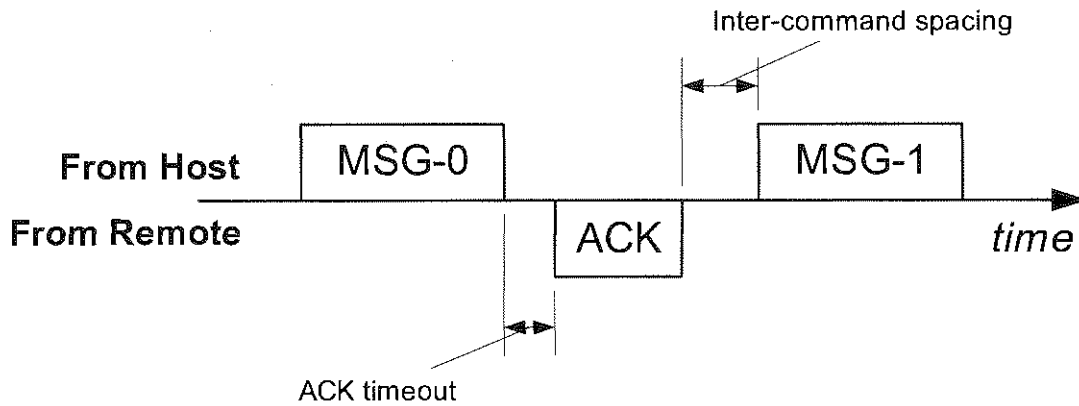 Inter-command spacing
From Host
MSG-0
MSG-1
From Remote
ACK
time
ACK timeout